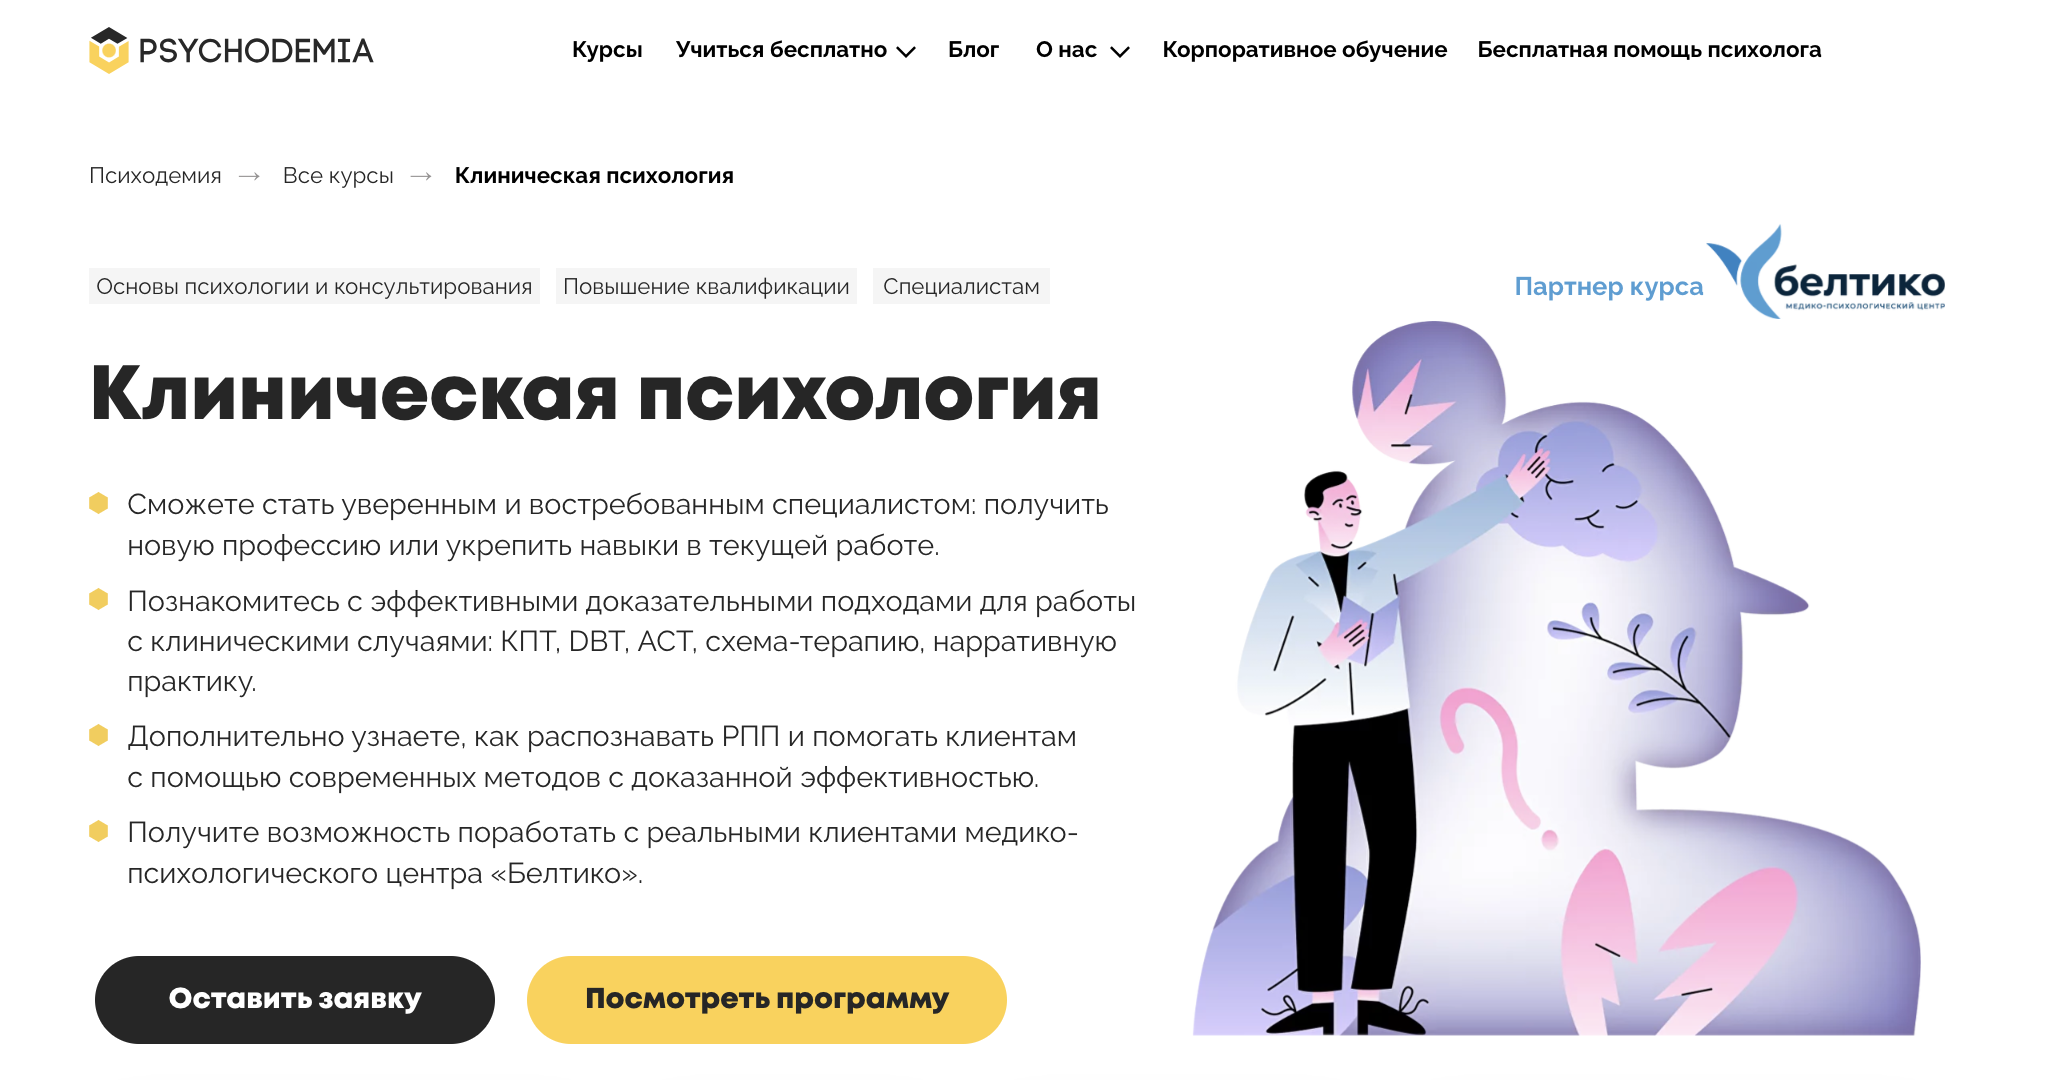 PSYCHODEMIA
Курсы Учиться бесплатно Блог О нас Корпоративное обучение Бесплатная помощь психолога
Психодемия → Все курсы → Клиническая психология
Основы психологии и консультирования Повышение квалификации Специалистам
Партнер курса
белтико
МЕДИКО-ПСИХОЛОГИЧЕСКИЙ ЦЕНТР
Клиническая психология
Сможете стать уверенным и востребованным специалистом: получить
новую профессию или укрепить навыки в текущей работе.
Познакомитесь с эффективными доказательными подходами для работы
с клиническими случаями: КПТ, DBT, ACT, схема-терапию, нарративную
практику.
Дополнительно узнаете, как распознавать РПП и помогать клиентам
с помощью современных методов с доказанной эффективностью.
Получите возможность поработать с реальными клиентами медико-
психологического центра «Белтико».
Оставить заявку Посмотреть программу